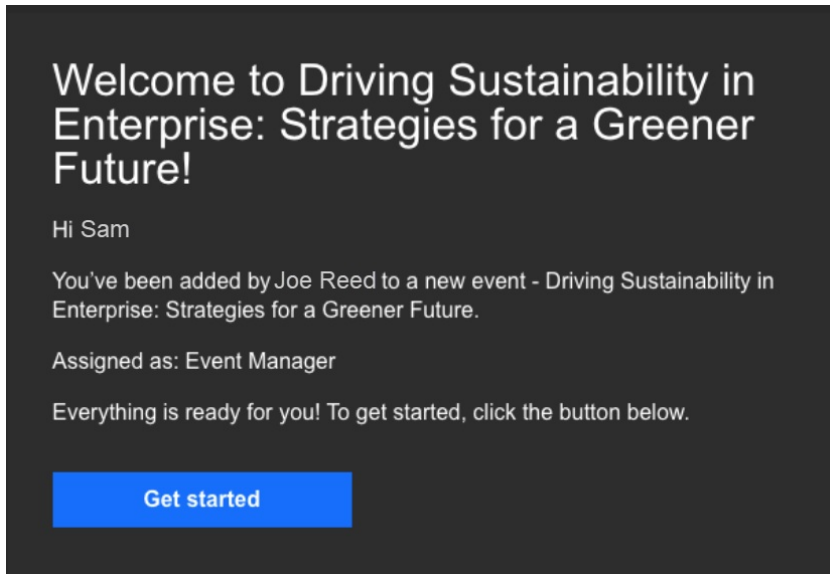 Welcome to Driving Sustainability in
Enterprise: Strategies for a Greener
Future!
Hi Sam
You’ve been added by Joe Reed to a new event - Driving Sustainability in
Enterprise: Strategies for a Greener Future.
Assigned as: Event Manager
Everything is ready for you! To get started, click the button below.
Get started